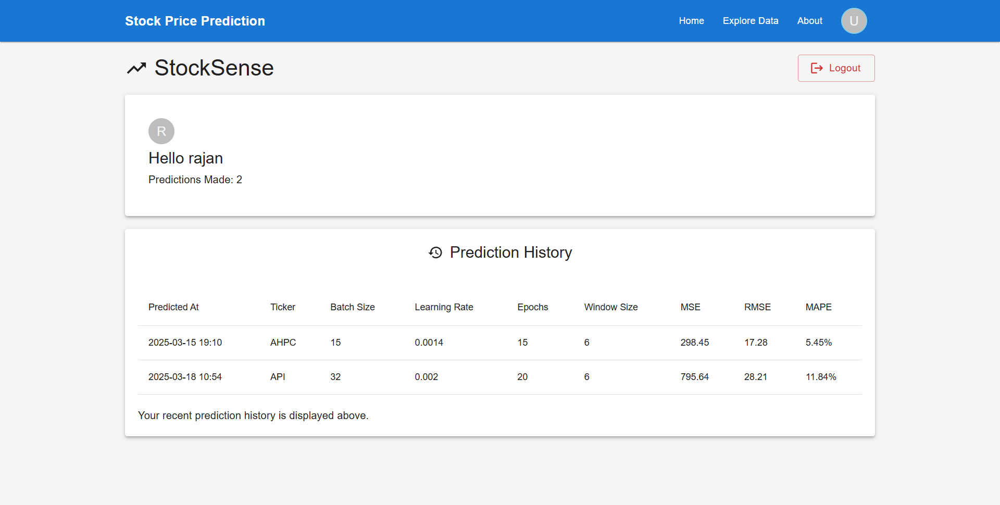 Stock Price Prediction Home Explore Data About U
StockSense Logout
R
Hello rajan
Predictions Made: 2
Prediction History
Predicted At Ticker Batch Size Learning Rate Epochs Window Size MSE RMSE MAPE
2025-03-15 19:10 AHPC 15 0.0014 15 6 298.45 17.28 5.45%
2025-03-18 10:54 API 32 0.002 20 6 795.64 28.21 11.84%
Your recent prediction history is displayed above.